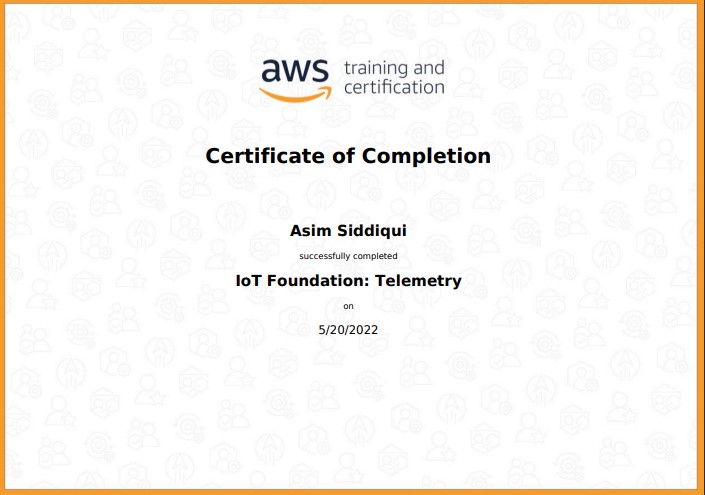 aws training and
certification
Certificate of Completion
Asim Siddiqui
successfully completed
IoT Foundation: Telemetry
on
5/20/2022